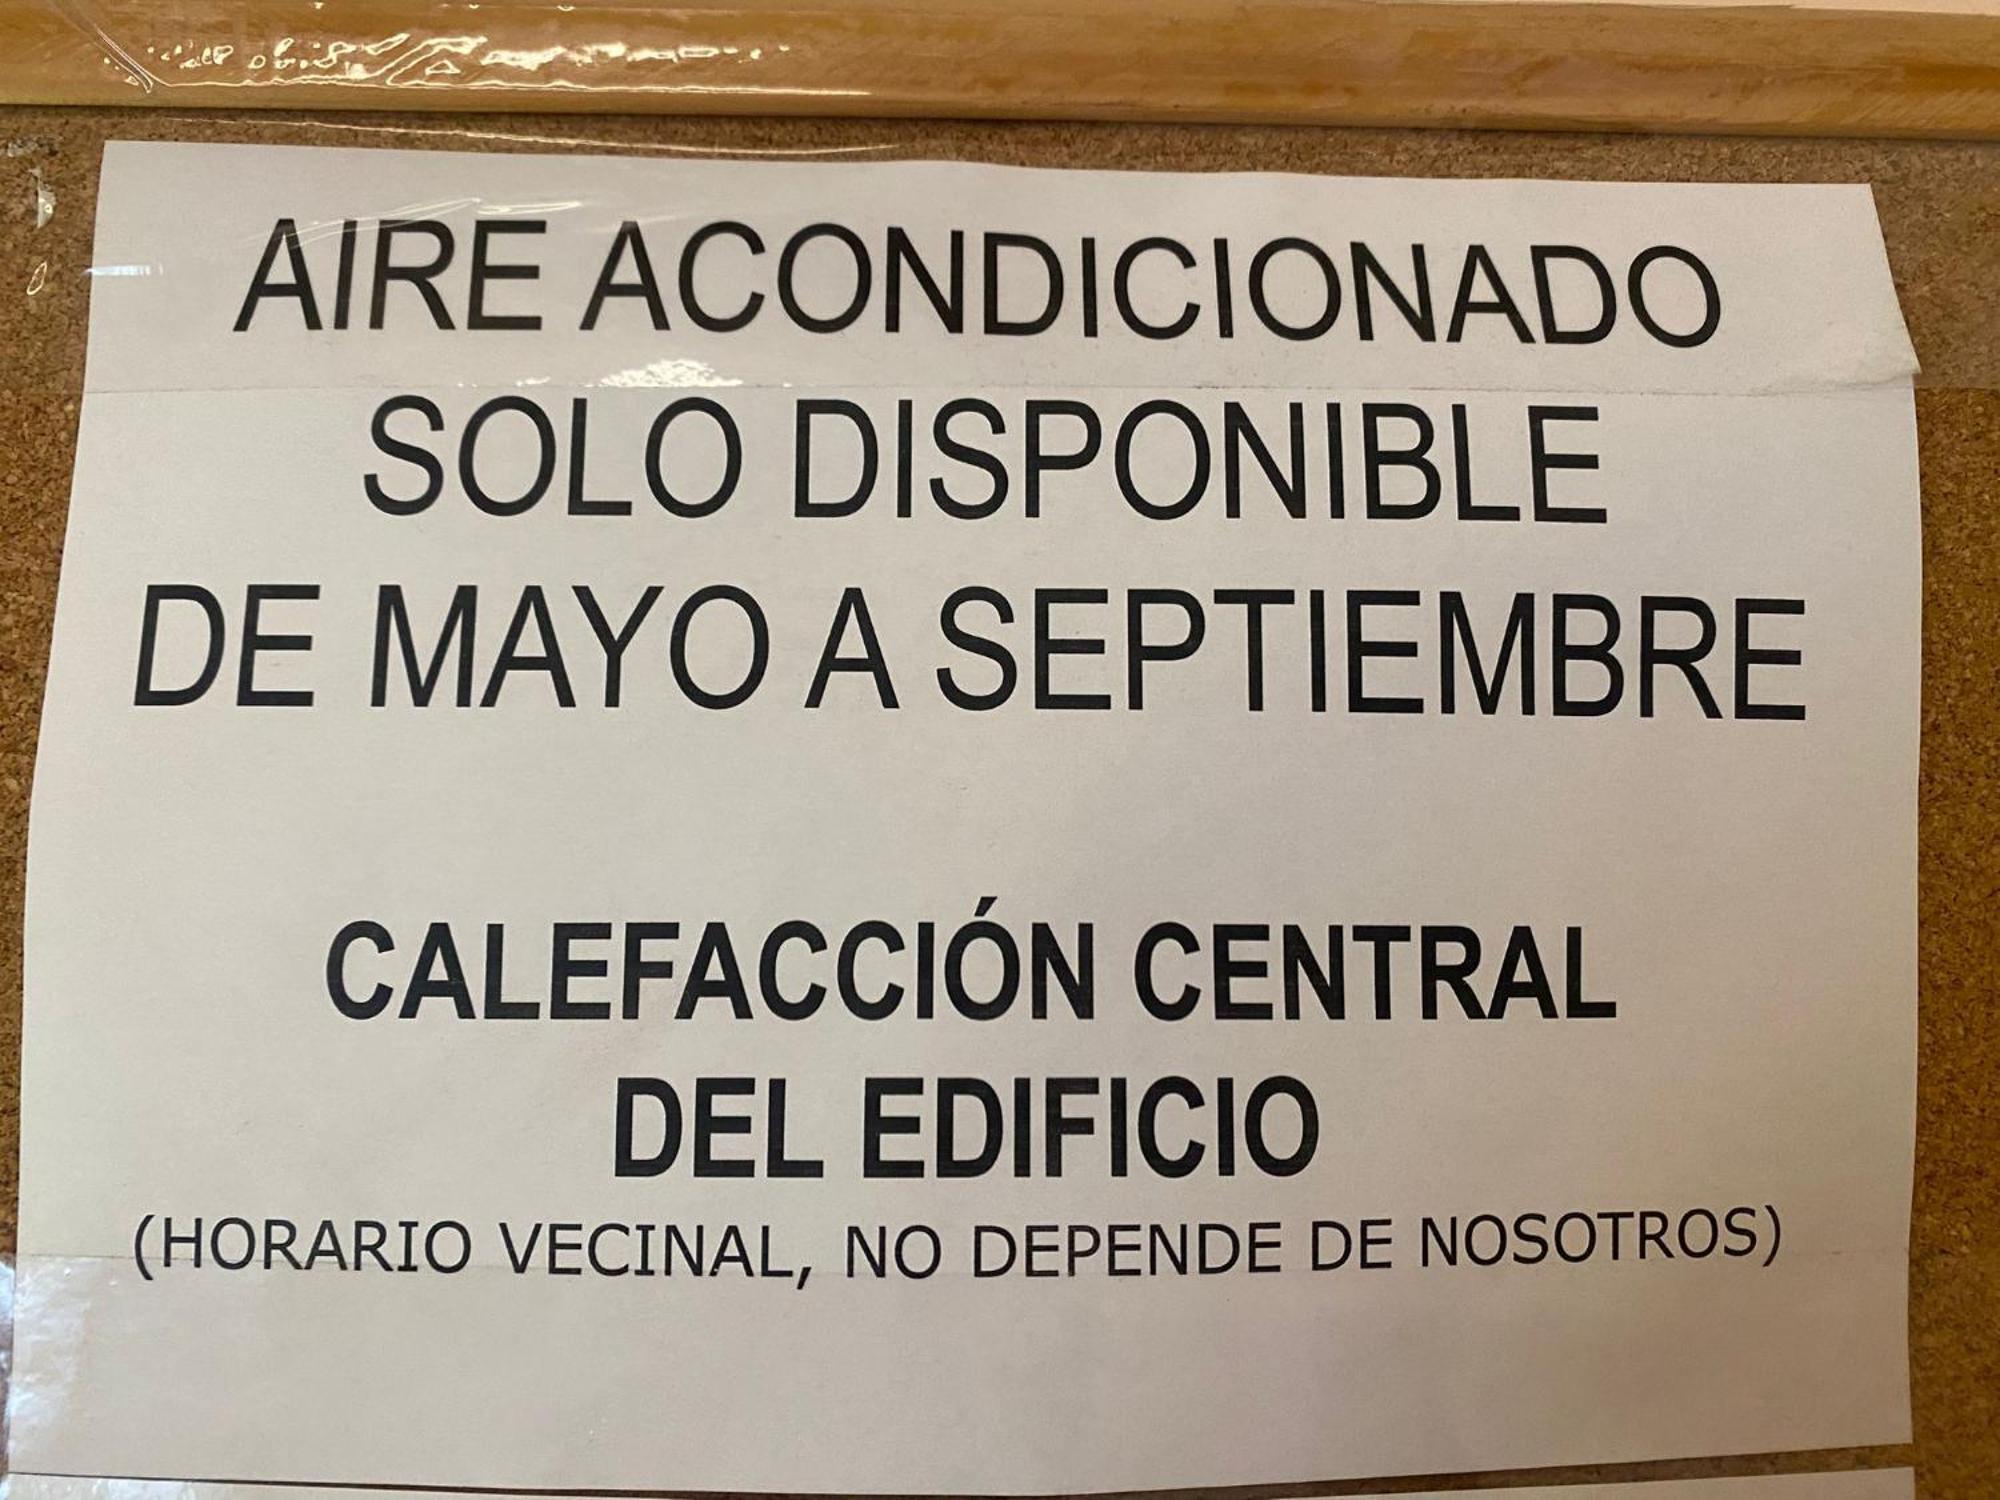 AIRE ACONDICIONADO
SOLO DISPONIBLE
DE MAYO A SEPTIEMBRE
CALEFACCIÓN CENTRAL
DEL EDIFICIO
(HORARIO VECINAL, NO DEPENDE DE NOSOTROS)